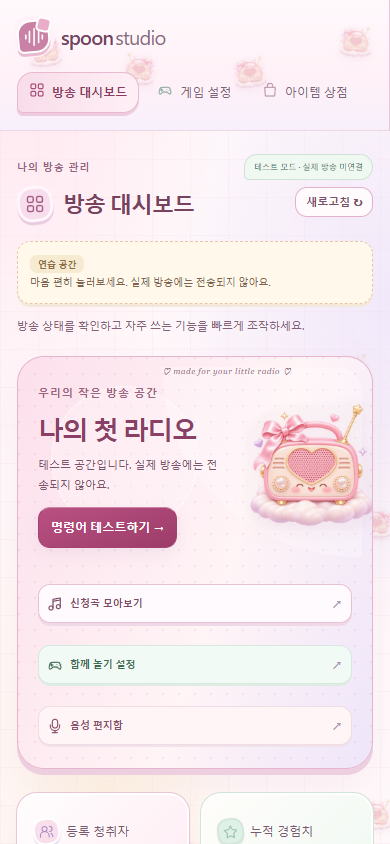 spoonstudio
방송 대시보드
게임 설정
아이템 상점
나의 방송 관리
테스트 모드 · 실제 방송 미연결
방송 대시보드
새로고침 ↻
연습 공간
마음 편히 눌러보세요. 실제 방송에는 전송되지 않아요.
방송 상태를 확인하고 자주 쓰는 기능을 빠르게 조작하세요.
♡ made for your little radio ♡
우리의 작은 방송 공간
나의 첫 라디오
테스트 공간입니다. 실제 방송에는 전
송되지 않아요.
명령어 테스트하기 →
신청곡 모아보기 ↗
함께 놀기 설정 ↗
음성 편지함 ↗
등록 청취자
누적 경험치